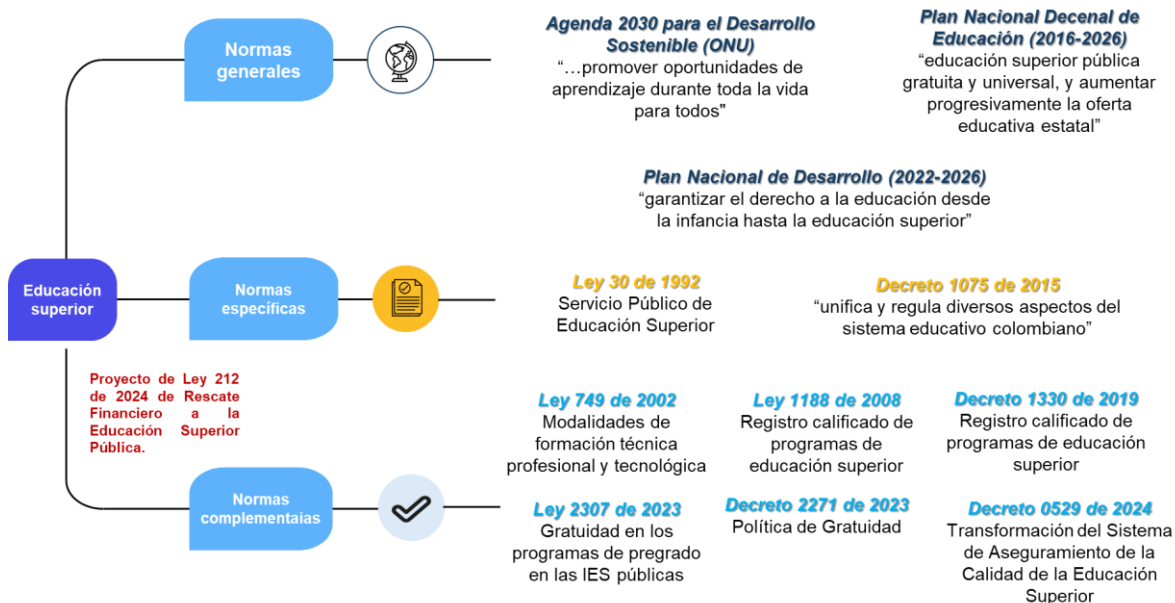 Educación
superior
Normas
generales
Agenda 2030 para el Desarrollo
Sostenible (ONU)
“…promover oportunidades de
aprendizaje durante toda la vida
para todos"
Plan Nacional Decenal de
Educación (2016-2026)
“educación superior pública
gratuita y universal, y aumentar
progresivamente la oferta
educativa estatal”
Plan Nacional de Desarrollo (2022-2026)
“garantizar el derecho a la educación desde
la infancia hasta la educación superior”
Normas
específicas
Ley 30 de 1992
Servicio Público de
Educación Superior
Decreto 1075 de 2015
“unifica y regula diversos aspectos del
sistema educativo colombiano”
Proyecto de Ley 212
de 2024 de Rescate
Financiero a la
Educación Superior
Pública.
Normas
complementaias
Ley 749 de 2002
Modalidades de
formación técnica
profesional y tecnológica
Ley 1188 de 2008
Registro calificado de
programas de
educación superior
Decreto 1330 de 2019
Registro calificado de
programas de educación
superior
Ley 2307 de 2023
Gratuidad en los
programas de pregrado
en las IES públicas
Decreto 2271 de 2023
Política de Gratuidad
Decreto 0529 de 2024
Transformación del Sistema
de Aseguramiento de la
Calidad de la Educación
Superior